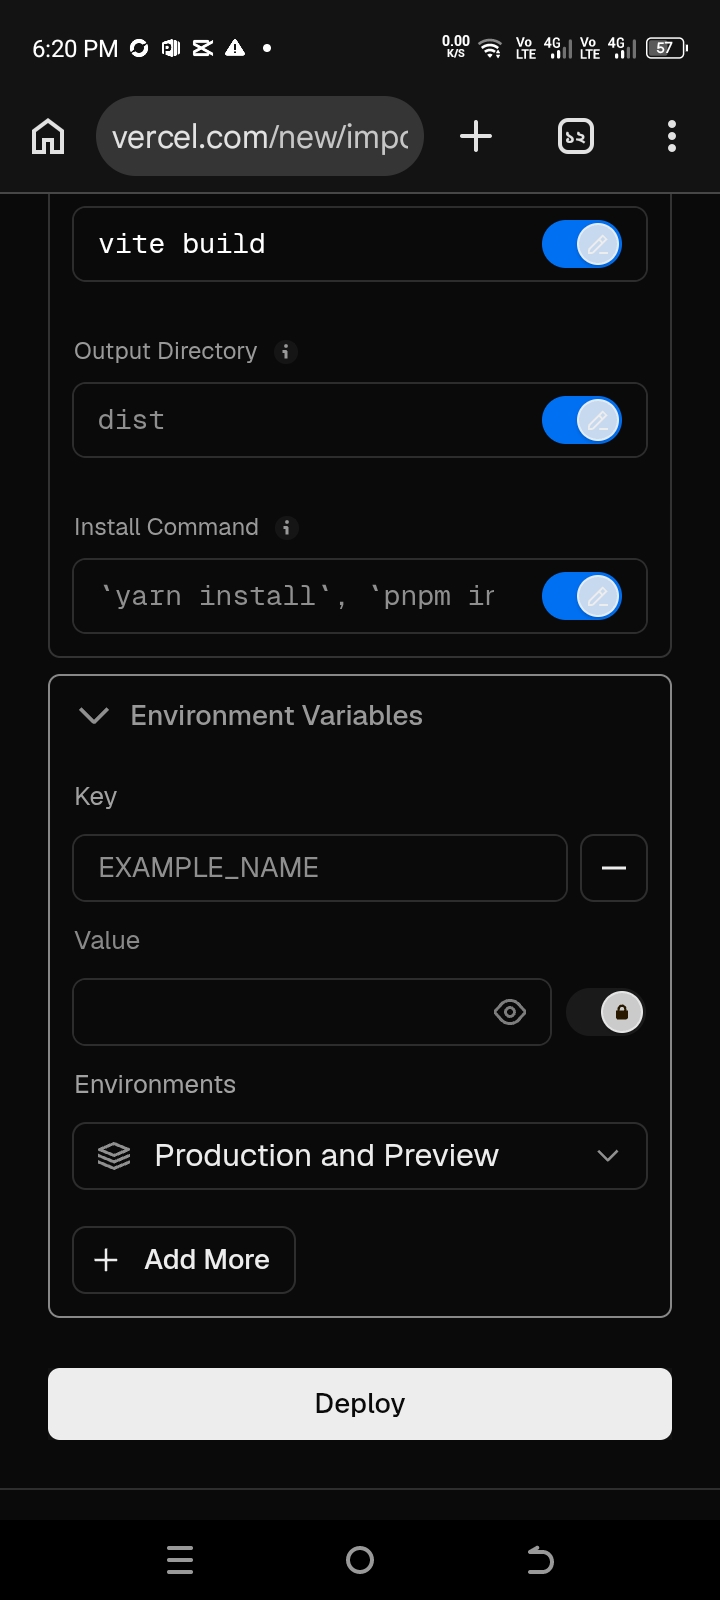 6:20 PM
0.00 K/S
Vo LTE 4G Vo LTE 4G 57
vercel.com/new/impo
১২
vite build
Output Directory
dist
Install Command
`yarn install`, `pnpm in
Environment Variables
Key
EXAMPLE_NAME
Value
Environments
Production and Preview
Add More
Deploy